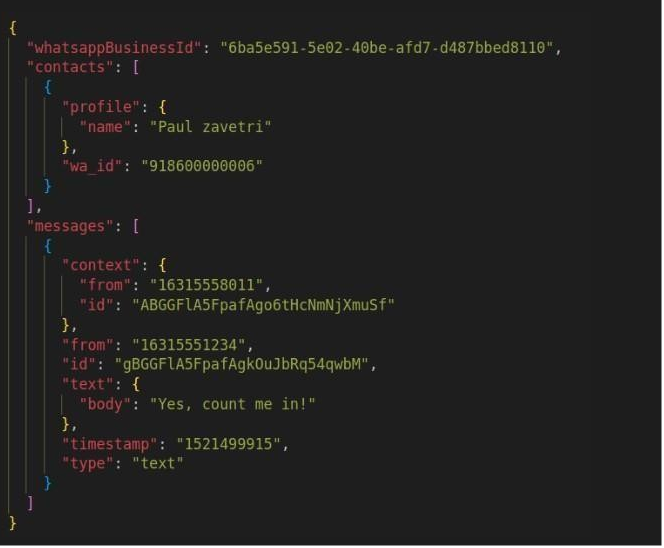 {
"whatsappBusinessId": "6ba5e591-5e02-40be-afd7-d487bbed8110",
"contacts": [
{
"profile": {
"name": "Paul zavetri"
},
"wa_id": "918600000006"
}
],
"messages": [
{
"context": {
"from": "16315558011",
"id": "ABGGFlA5FpafAgo6tHcNmNjXmuSf"
},
"from": "16315551234",
"id": "gBGGFlA5FpafAgkOuJbRq54qwbM",
"text": {
"body": "Yes, count me in!"
},
"timestamp": "1521499915",
"type": "text"
}
]
}